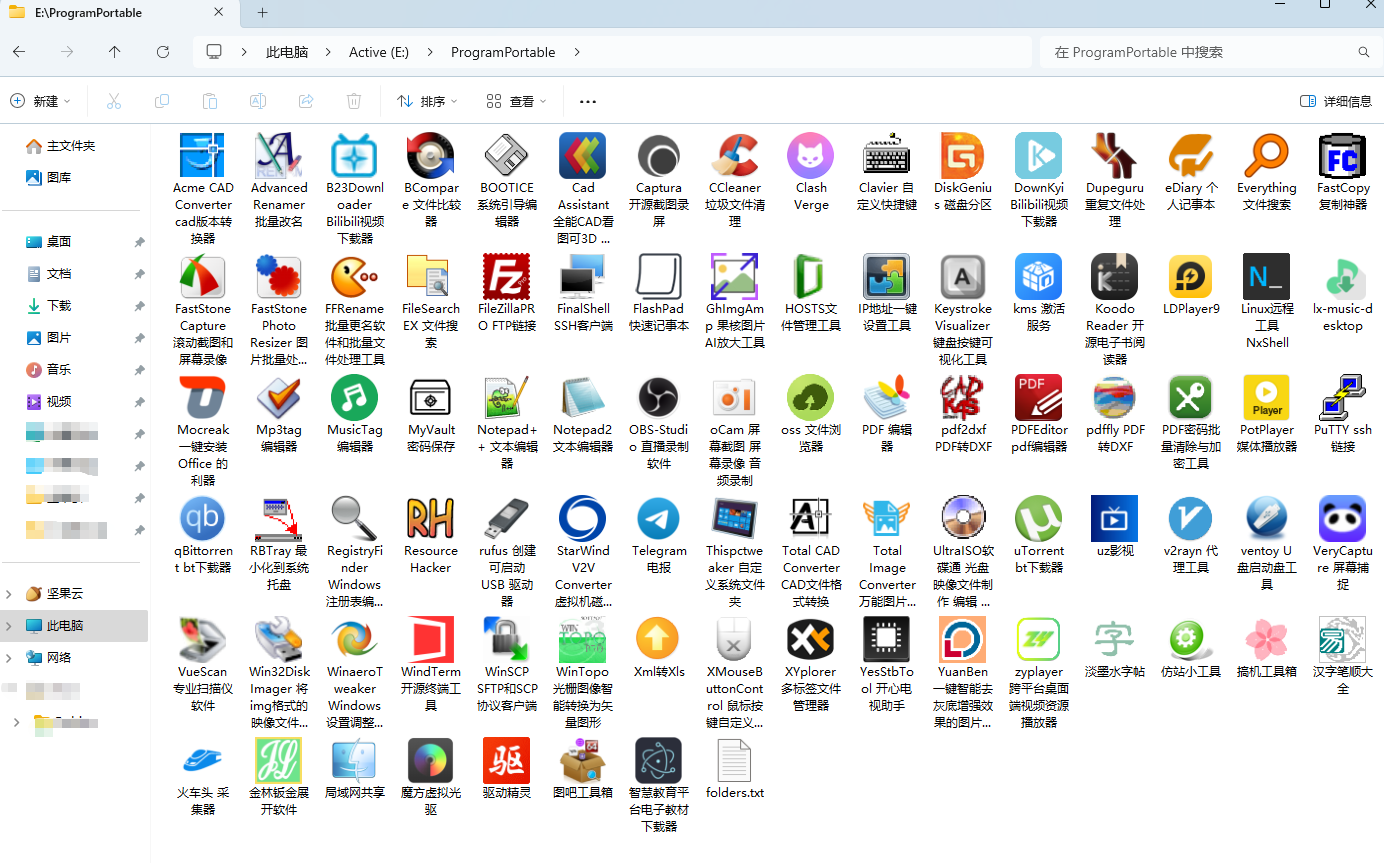 E:\ProgramPortable
此电脑 Active (E:) ProgramPortable
在 ProgramPortable 中搜索
新建 排序 查看 详细信息
主文件夹
图库
桌面
文档
下载
图片
音乐
视频
坚果云
此电脑
网络
Acme CAD Converter cad版本转换器
Advanced Renamer 批量改名
B23Downloader Bilibili视频下载器
BCompare 文件比较器
BOOTICE 系统引导编辑器
Cad Assistant 全能CAD看图可3D ...
Captura 开源截图录屏
CCleaner 垃圾文件清理
Clash Verge
Clavier 自定义快捷键
DiskGenius 磁盘分区
DownKyi Bilibili视频下载器
Dupeguru 重复文件处理
eDiary 个人记事本
Everything 文件搜索
FastCopy 复制神器
FastStone Capture 滚动截图和屏幕录像
FastStone Photo Resizer 图片批量处...
FFRename 批量更名软件和批量文件处理工具
FileSearchEX 文件搜索
FileZillaPRO FTP链接
FinalShell SSH客户端
FlashPad 快速记事本
GhImgAmp 果核图片AI放大工具
HOSTS文件管理工具
IP地址一键设置工具
Keystroke Visualizer 键盘按键可视化工具
kms 激活服务
Koodo Reader 开源电子书阅读器
LDPlayer9
Linux远程工具 NxShell
lx-music-desktop
PDF
Player
Mocreak 一键安装 Office 的利器
Mp3tag 编辑器
MusicTag 编辑器
MyVault 密码保存
Notepad++ 文本编辑器
Notepad2 文本编辑器
OBS-Studio 直播录制软件
oCam 屏幕截图 屏幕录像 音频录制
oss 文件浏览器
PDF 编辑器
pdf2dxf PDF转DXF
PDFEditor pdf编辑器
pdffly PDF转DXF
PDF密码批量清除与加密工具
PotPlayer 媒体播放器
PuTTY ssh链接
qBittorrent bt下载器
RBTray 最小化到系统托盘
RegistryFinder Windows 注册表编...
Resource Hacker
rufus 创建可启动 USB 驱动器
StarWind V2V Converter 虚拟机磁...
Telegram 电报
Thispctweaker 自定义系统文件夹
Total CAD Converter CAD文件格式转换
Total Image Converter 万能图片...
UltraISO软碟通 光盘映像文件制作 编辑 ...
uTorrent bt下载器
uz影视
v2rayn 代理工具
ventoy U盘启动盘工具
VeryCapture 屏幕捕捉
VueScan 专业扫描仪软件
Win32DiskImager 将img格式的映像文件...
WinaeroTweaker Windows 设置调整...
WindTerm 开源终端工具
WinSCP SFTP和SCP协议客户端
WinTopo 光栅图像智能转换为矢量图形
Xml转Xls
XMouseButtonControl 鼠标按键自定义...
XYplorer 多标签文件管理器
YesStbTool 开心电视助手
YuanBen 一键智能去灰底增强效果的图片...
zyplayer 跨平台桌面端视频资源播放器
淡墨水字帖
仿站小工具
搞机工具箱
汉字笔顺大全
火车头 采集器
金林钣金展开软件
局域网共享
魔方虚拟光驱
驱动精灵
图吧工具箱
智慧教育平台电子教材下载器
folders.txt